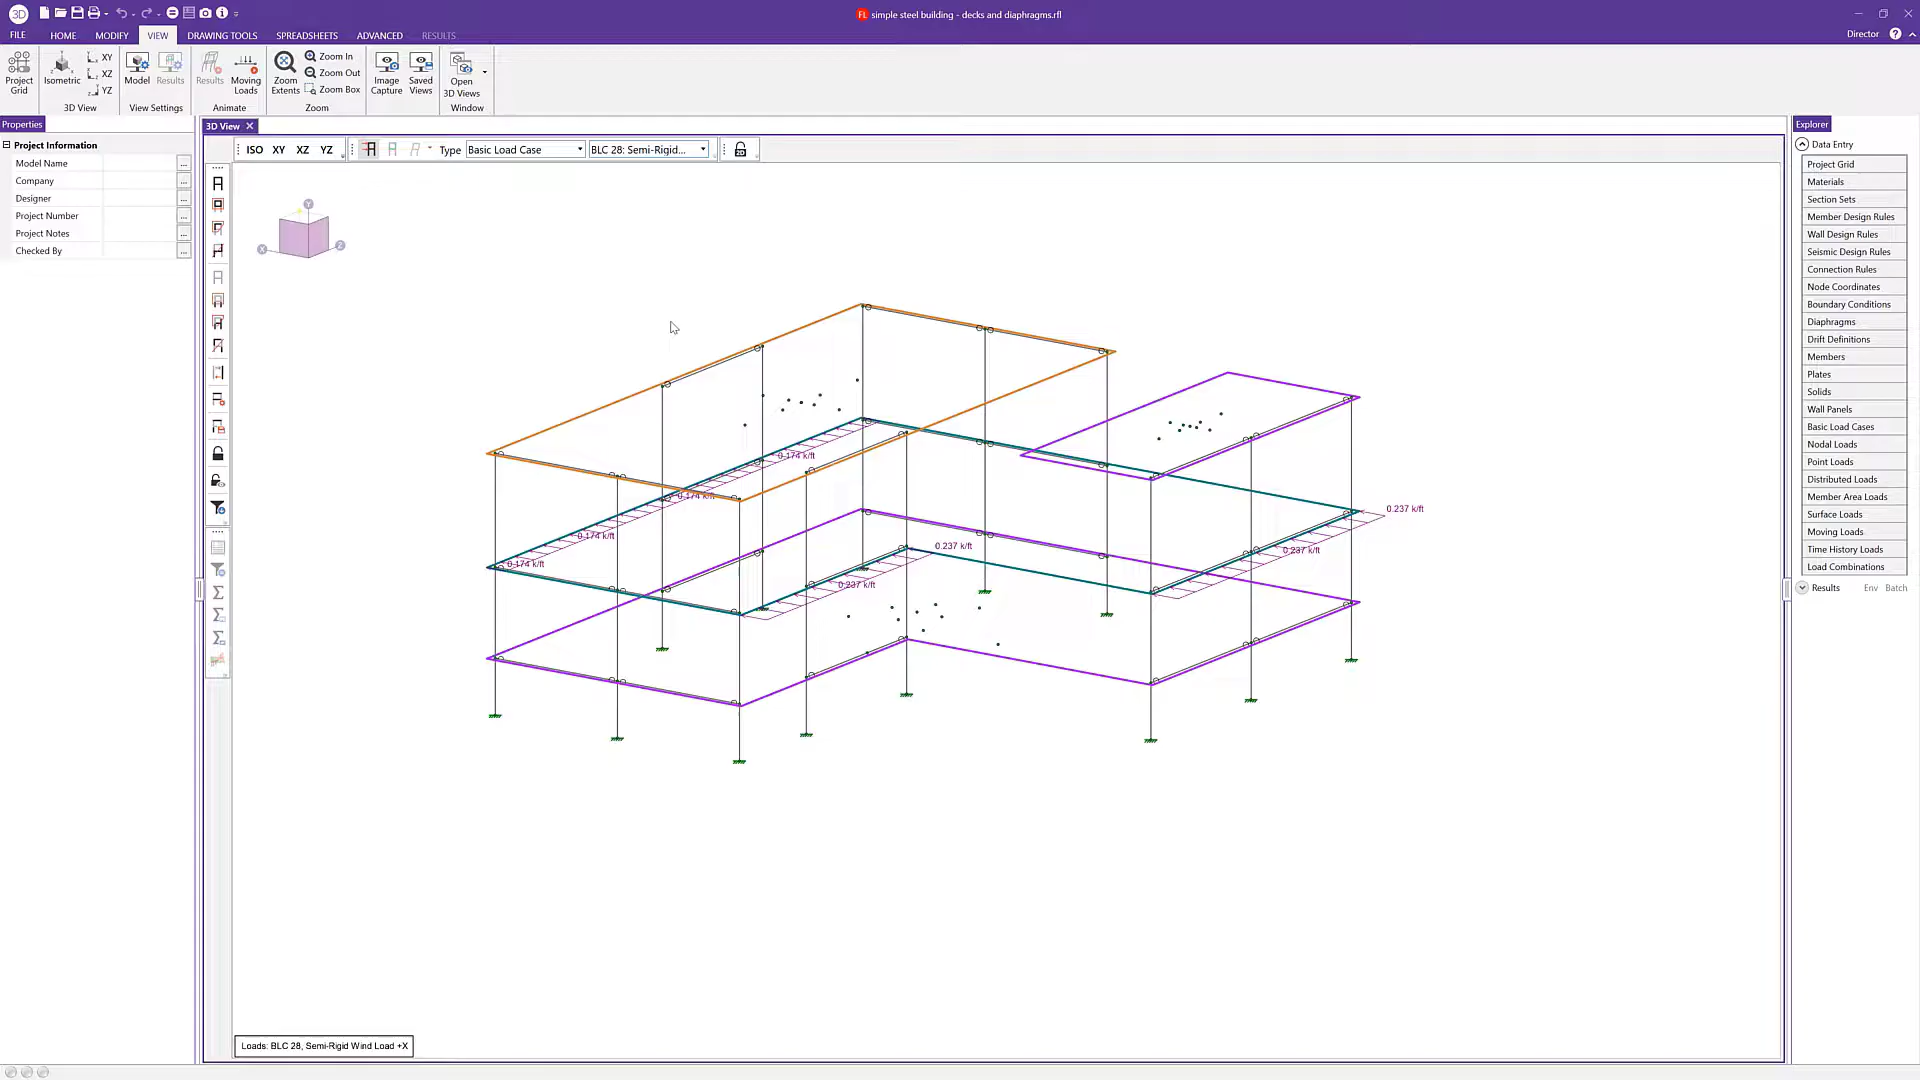 3D
FL simple steel building - decks and diaphragms.rfl
FILE HOME MODIFY VIEW DRAWING TOOLS SPREADSHEETS ADVANCED RESULTS
Director
Project Grid
Isometric
XY
XZ
YZ
3D View
Model
Results
View Settings
Results
Moving Loads
Animate
Zoom Extents
Zoom In
Zoom Out
Zoom Box
Zoom
Image Capture
Saved Views
Open 3D Views
Window
Properties
Project Information
Model Name ...
Company ...
Designer ...
Project Number ...
Project Notes ...
Checked By ...
3D View
ISO XY XZ YZ Type Basic Load Case BLC 28: Semi-Rigid...
Y
X
Z
0.174 k/ft
0.174 k/ft
0.174 k/ft
0.174 k/ft
0.237 k/ft
0.237 k/ft
0.237 k/ft
0.237 k/ft
Loads: BLC 28, Semi-Rigid Wind Load +X
Explorer
Data Entry
Project Grid
Materials
Section Sets
Member Design Rules
Wall Design Rules
Seismic Design Rules
Connection Rules
Node Coordinates
Boundary Conditions
Diaphragms
Drift Definitions
Members
Plates
Solids
Wall Panels
Basic Load Cases
Nodal Loads
Point Loads
Distributed Loads
Member Area Loads
Surface Loads
Moving Loads
Time History Loads
Load Combinations
Results Env Batch